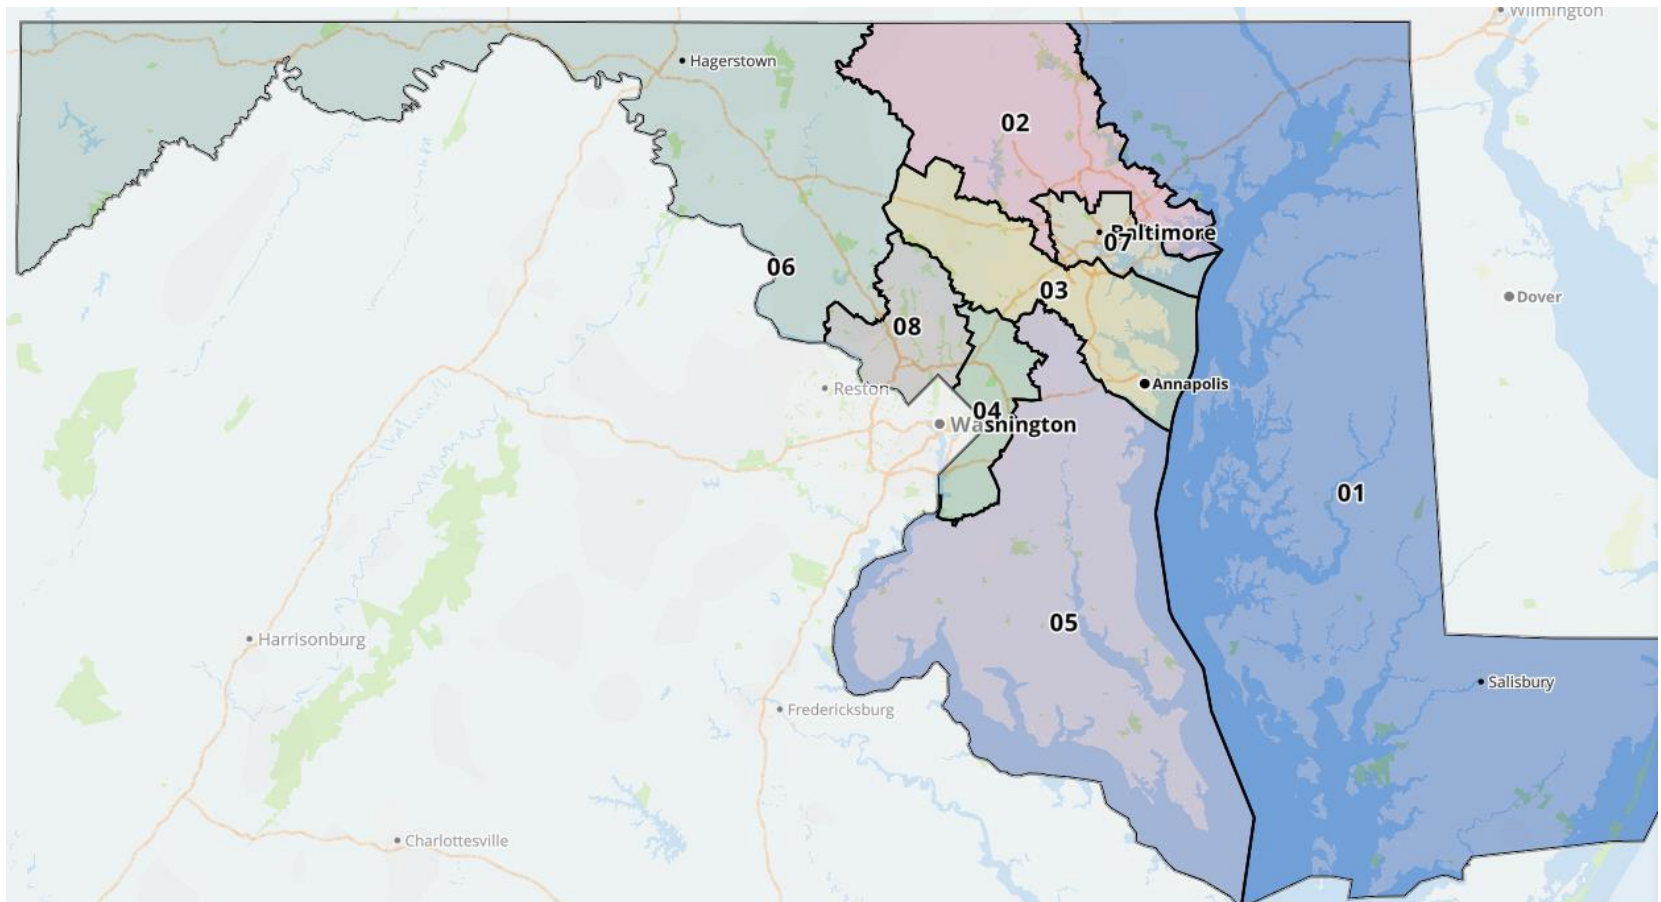 Wilmington
Hagerstown
02
Baltimore
07
06
03
Dover
08
Annapolis
Reston
04
Washington
01
05
Harrisonburg
Salisbury
Fredericksburg
Charlottesville